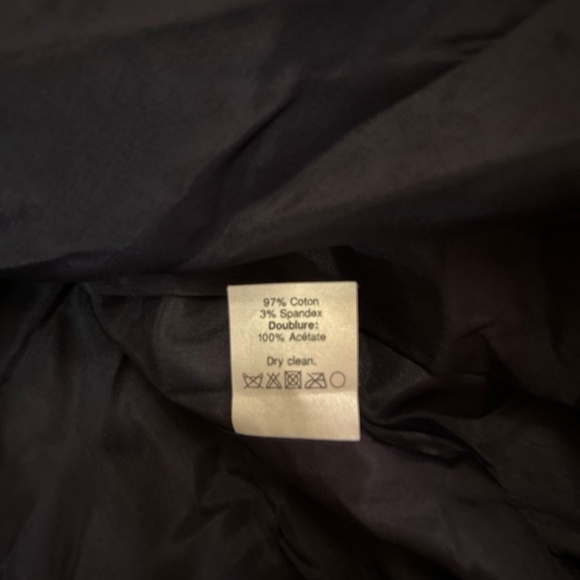 97% Coton
3% Spandex
Doublure:
100% Acétate
Dry clean.